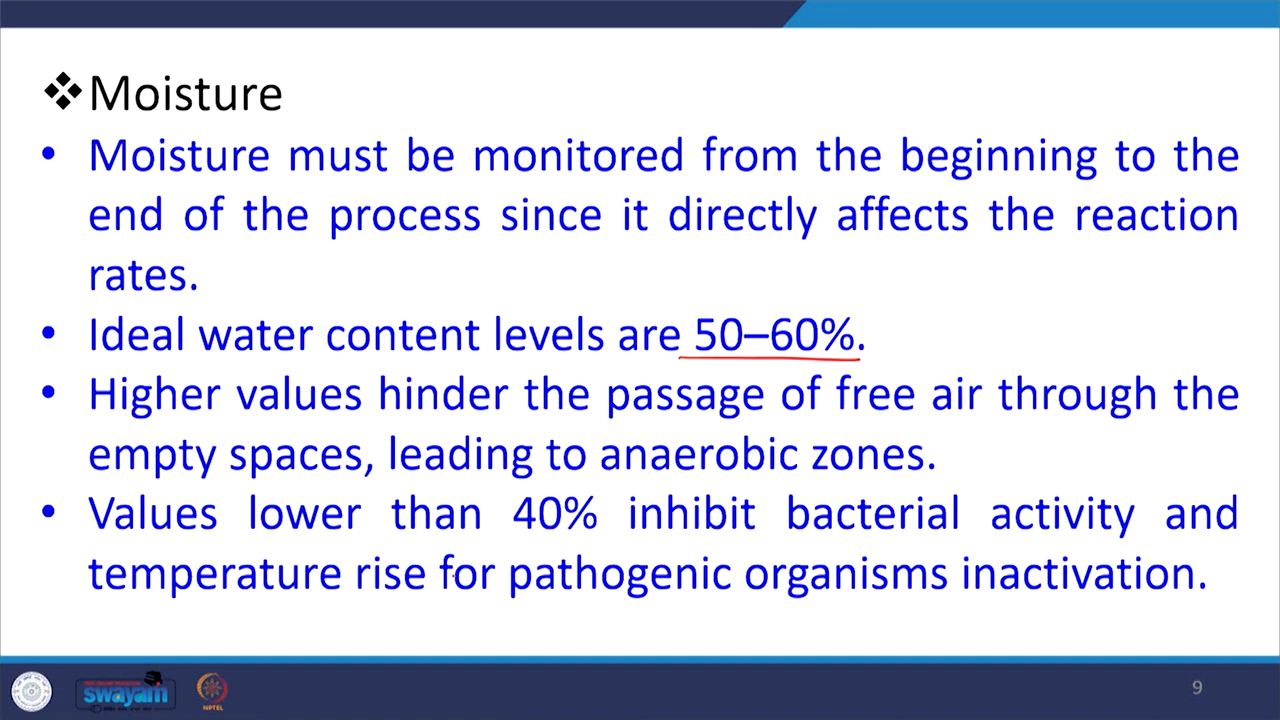 ❖Moisture
• Moisture must be monitored from the beginning to the
end of the process since it directly affects the reaction
rates.
• Ideal water content levels are 50–60%.
• Higher values hinder the passage of free air through the
empty spaces, leading to anaerobic zones.
• Values lower than 40% inhibit bacterial activity and
temperature rise for pathogenic organisms inactivation.
swayam
NPTEL
9